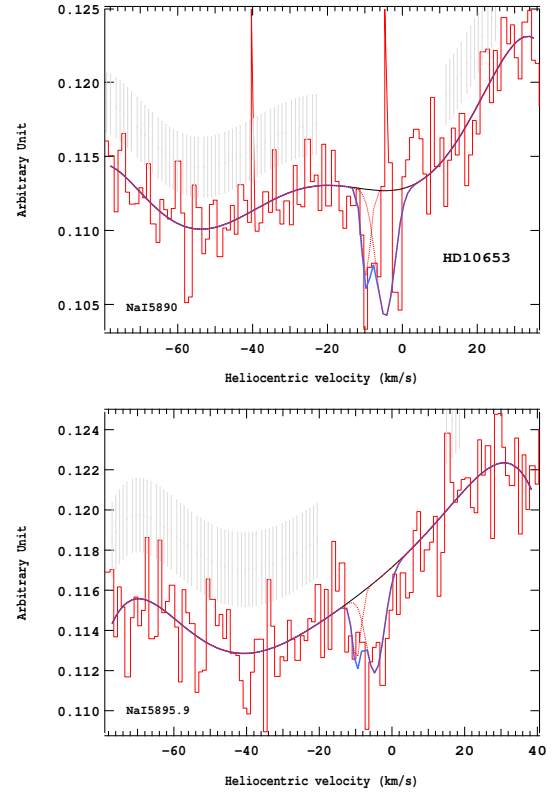 0.125
0.120
0.115
0.110
0.105
Arbitrary Unit
HD10653
NaI5890
-60 -40 -20 0 20
Heliocentric velocity (km/s)
0.124
0.122
0.120
0.118
0.116
0.114
0.112
0.110
Arbitrary Unit
NaI5895.9
-60 -40 -20 0 20 40
Heliocentric velocity (km/s)